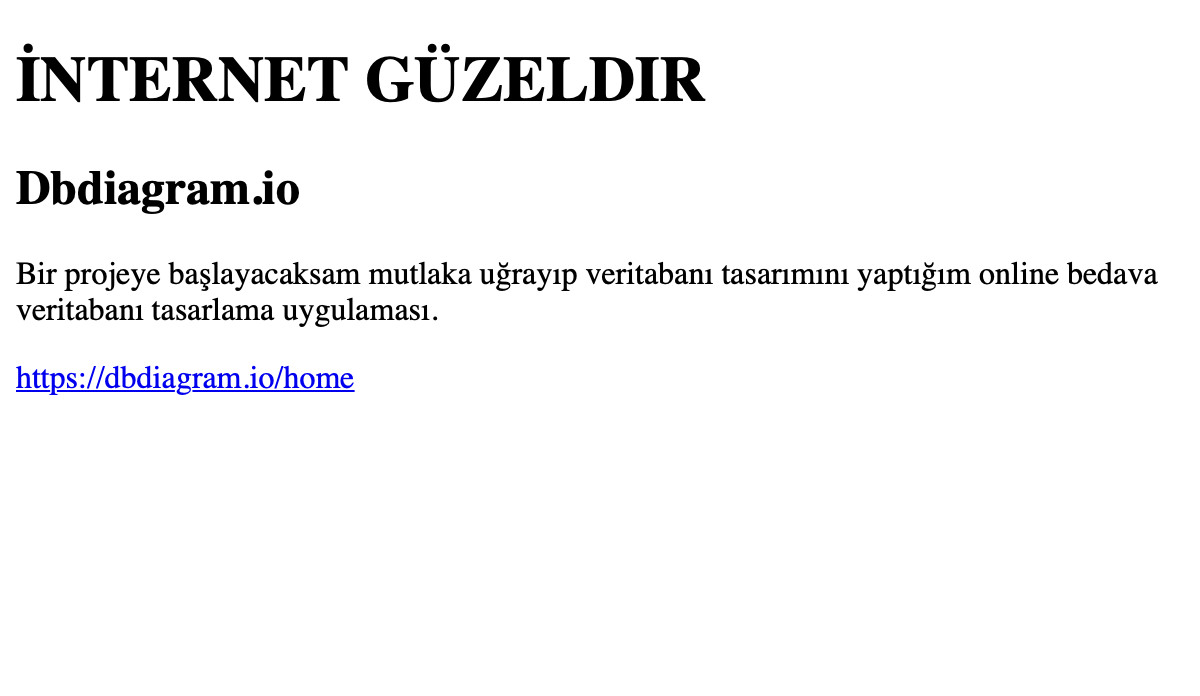 İNTERNET GÜZELDIR
Dbdiagram.io
Bir projeye başlayacaksam mutlaka uğrayıp veritabanı tasarımını yaptığım online bedava
veritabanı tasarlama uygulaması.
https://dbdiagram.io/home